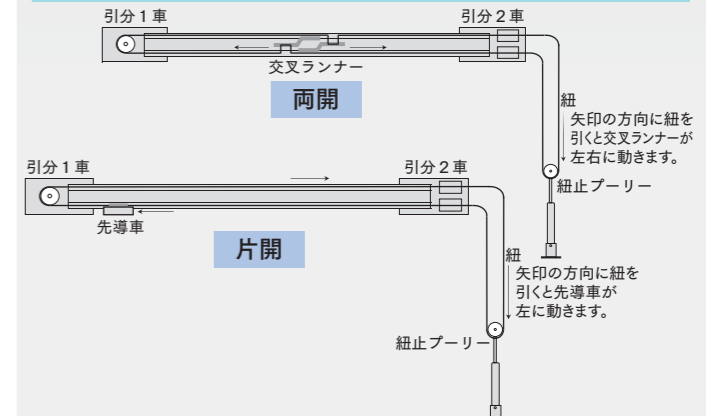 引分1車
引分2車
交叉ランナー
両開
紐
矢印の方向に紐を
引くと交叉ランナーが
左右に動きます。
紐止プーリー
引分1車
引分2車
先導車
片開
紐
矢印の方向に紐を
引くと先導車が
左に動きます。
紐止プーリー